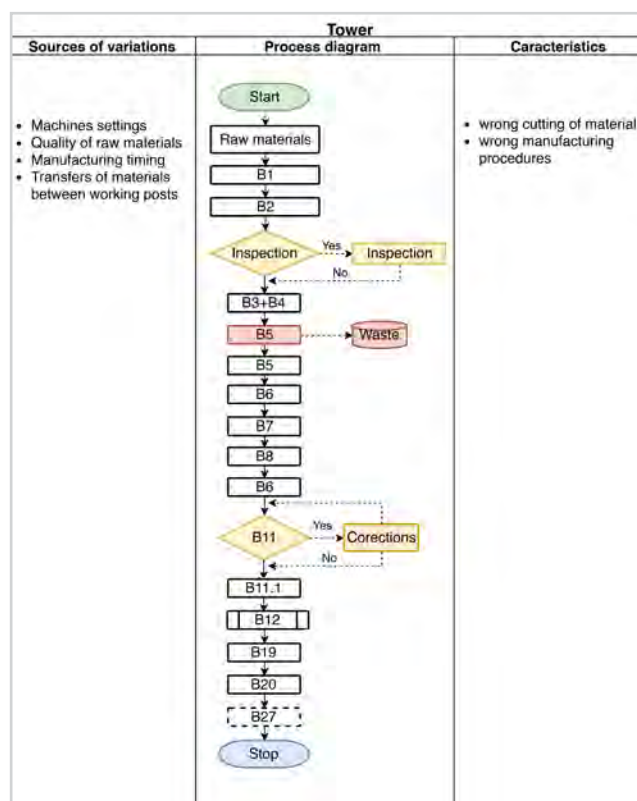 Tower
Sources of variations
Process diagram
Caracteristics
• Machines settings
• Quality of raw materials
• Manufacturing timing
• Transfers of materials
between working posts
Start
Raw materials
B1
B2
Inspection
Yes
Inspection
No
B3+B4
B5
Waste
B5
B6
B7
B8
B6
B11
Yes
Corections
No
B11.1
B12
B19
B20
B27
Stop
• wrong cutting of material
• wrong manufacturing
procedures